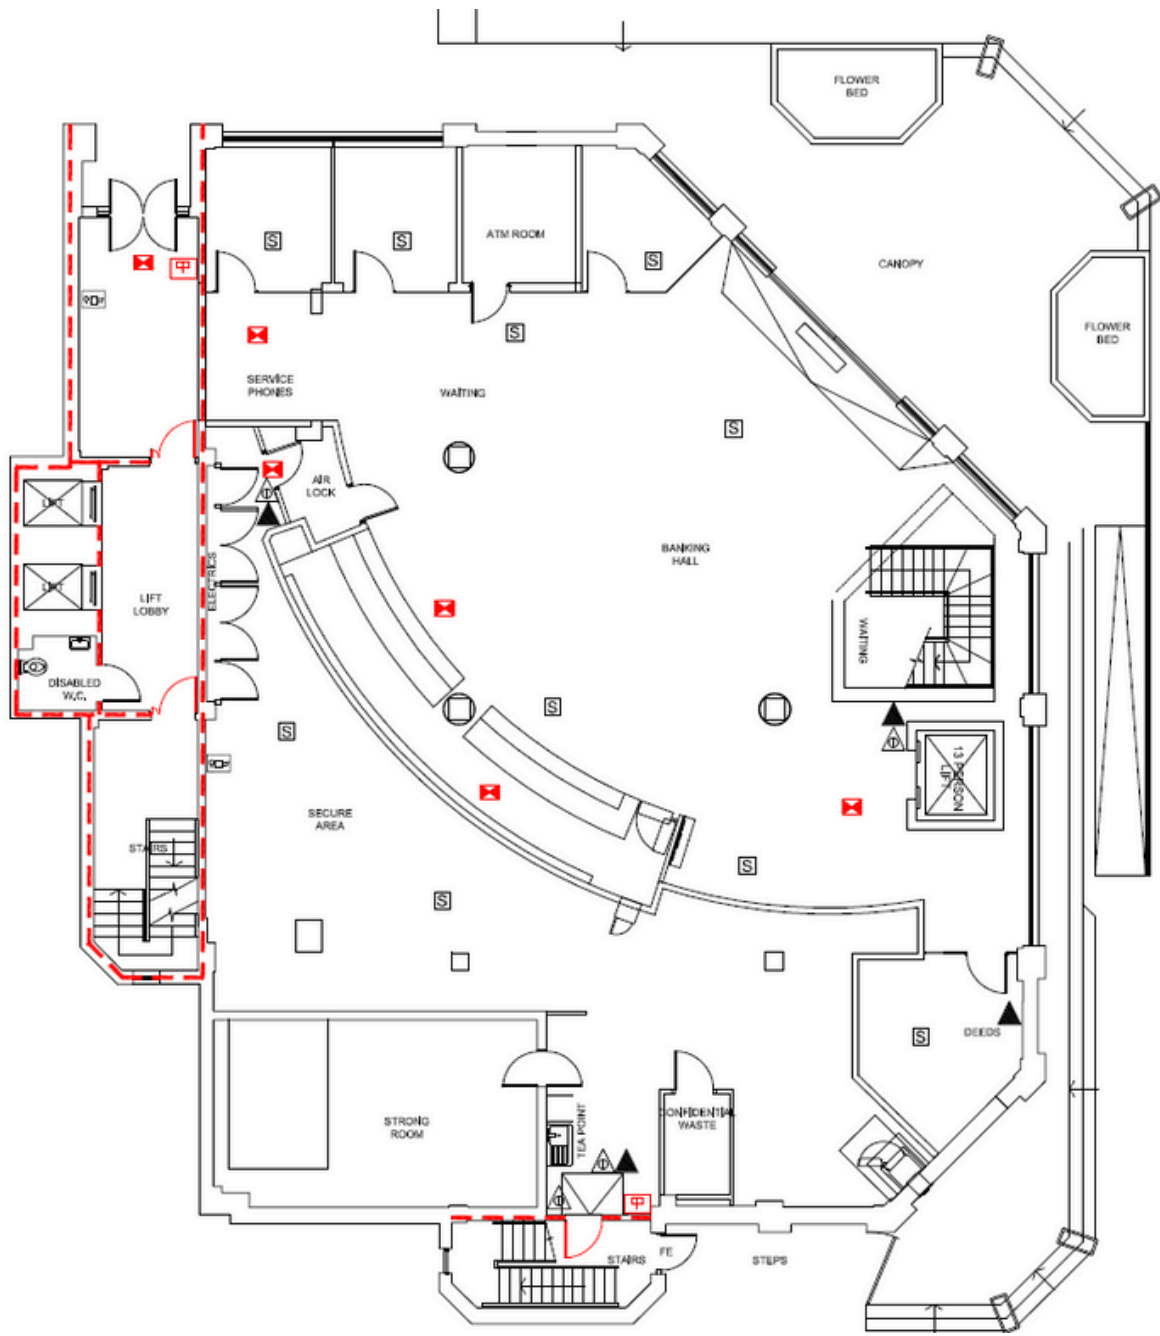 FLOWER
BED
S
S
ATM ROOM
S
CANOPY
S
FLOWER
BED
SERVICE
PHONES
WAITING
S
AIR
LOCK
LIFT
LIFT
LIFT
LOBBY
ELECTRICS
BANKING
HALL
WAITING
DISABLED
W.C.
S
S
13 PERSON
LIFT
SECURE
AREA
STAIRS
S
S
S
DEEDS
STRONG
ROOM
TEA POINT
CONFIDENTIAL
WASTE
STAIRS
FE
STEPS